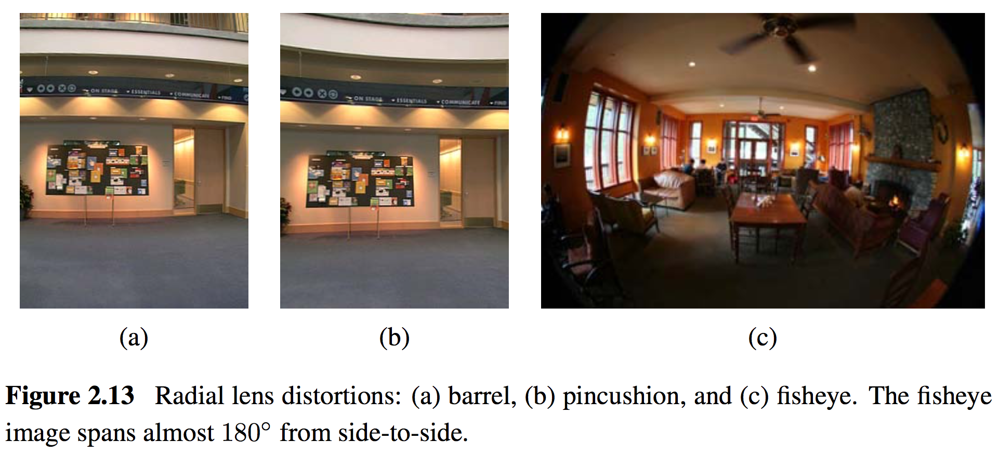 ON STAGE ESSENTIALS COMMUNICATE FIND
ON STAGE ESSENTIALS COMMUNICATE FIND
(a) (b) (c)
Figure 2.13 Radial lens distortions: (a) barrel, (b) pincushion, and (c) fisheye. The fisheye
image spans almost 180° from side-to-side.